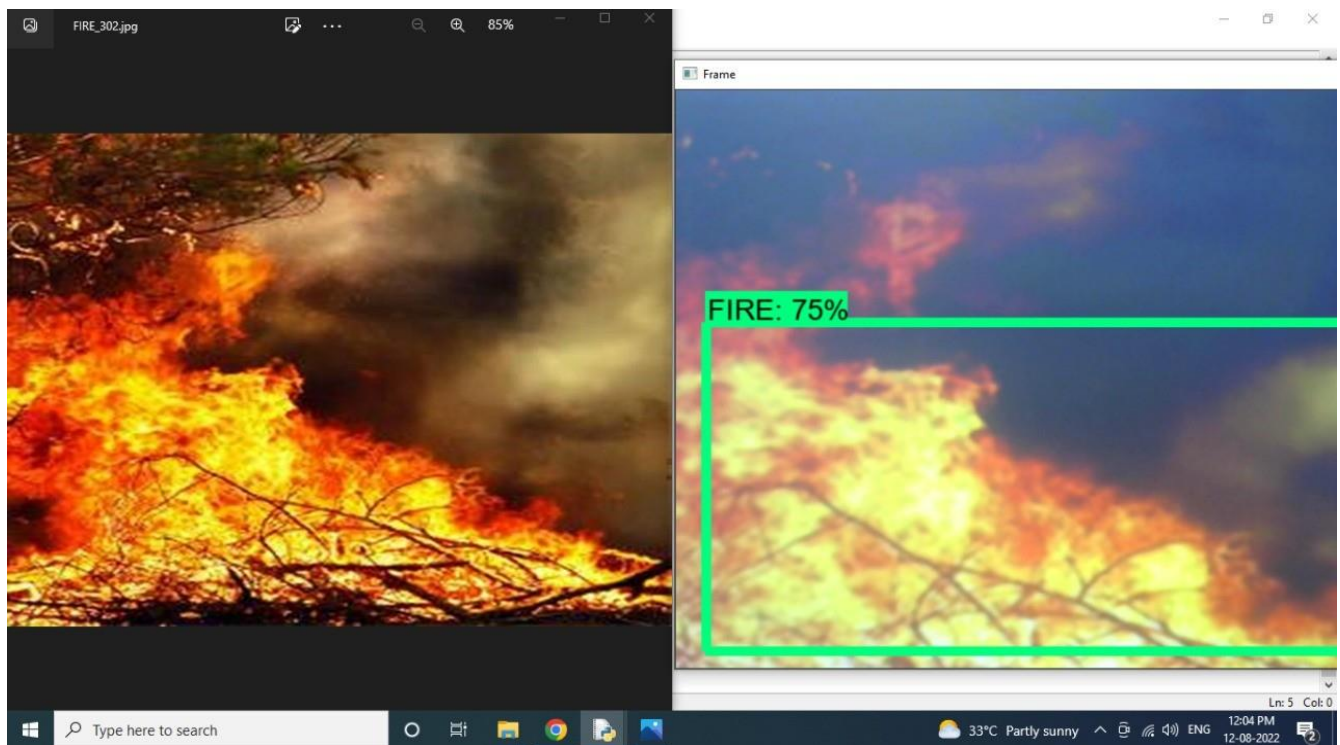 FIRE_302.jpg
85%
Frame
FIRE: 75%
Ln: 5 Col: 0
Type here to search
33°C Partly sunny
ENG
12:04 PM
12-08-2022
2